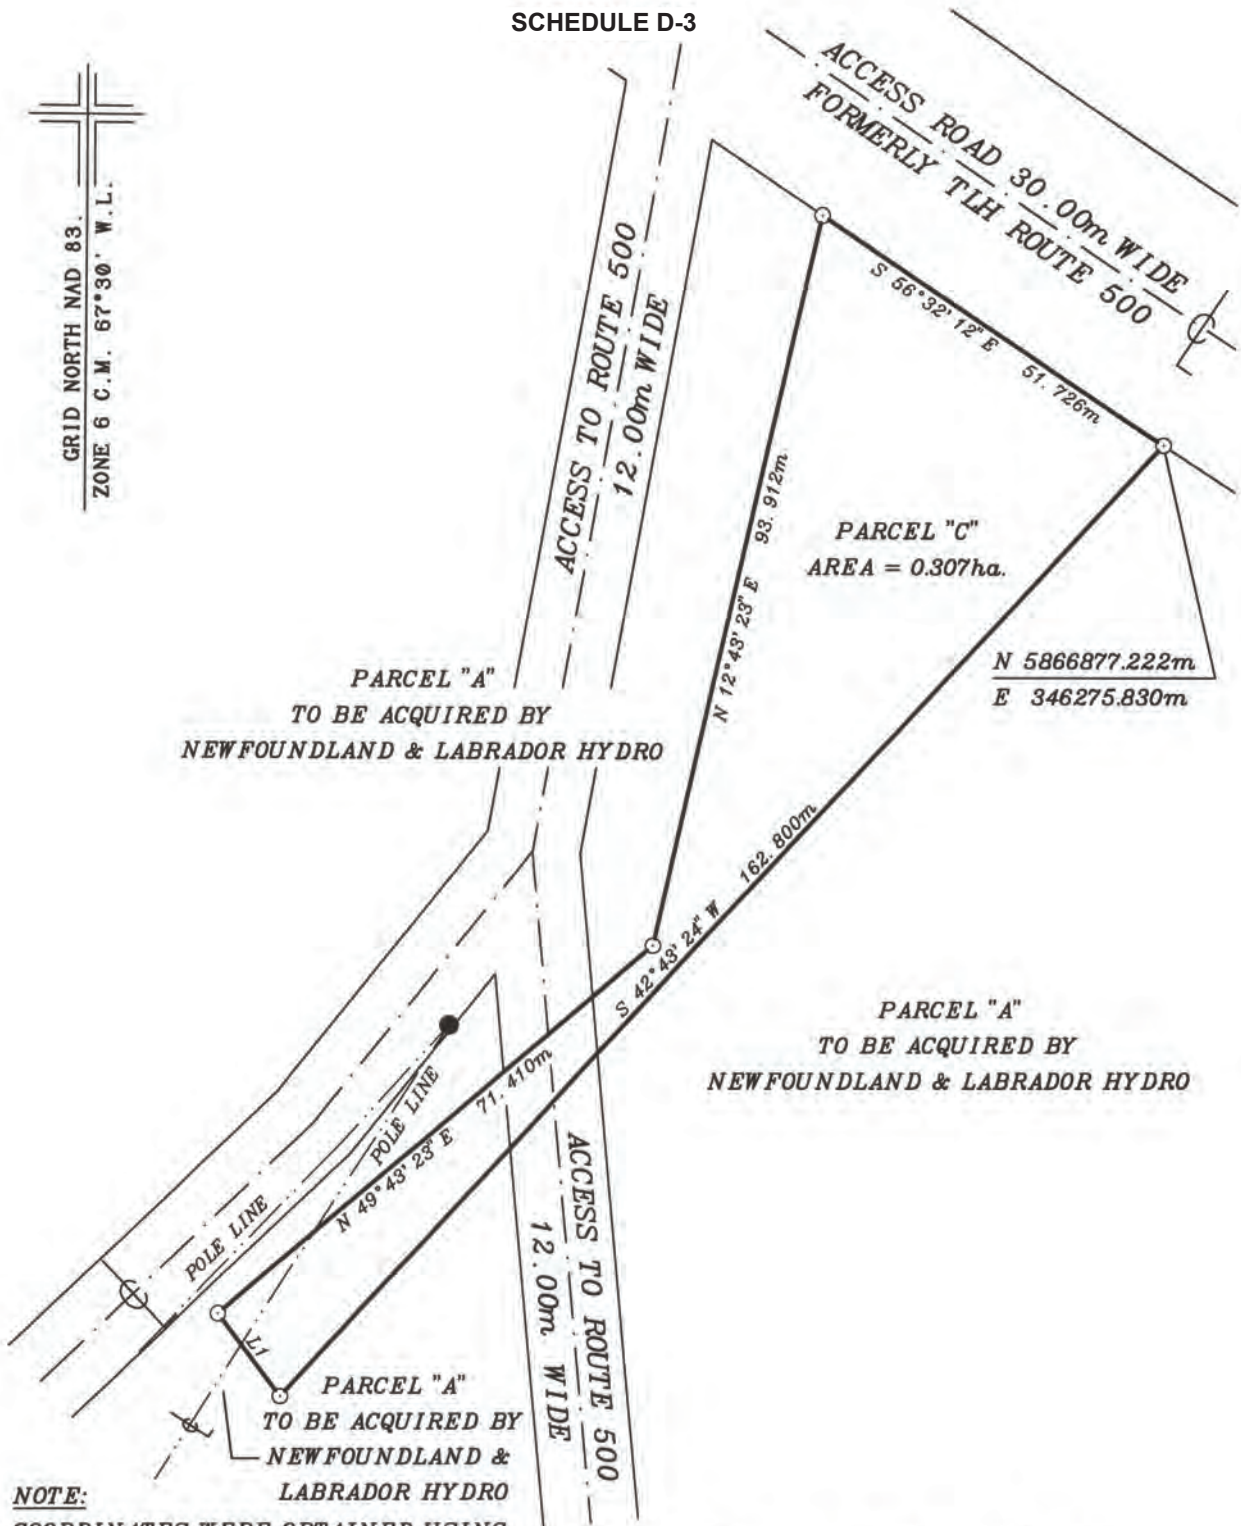 SCHEDULE D-3
GRID NORTH NAD 83.
ZONE 6 C.M. 67°30' W.L.
ACCESS ROAD 30.00m WIDE
FORMERLY TLH ROUTE 500
ACCESS TO ROUTE 500
12.00m WIDE
S 56°32'12" E 51.726m
N 12°43'23" E 93.912m
PARCEL "C"
AREA = 0.307ha.
N 5866877.222m
E 346275.830m
PARCEL "A"
TO BE ACQUIRED BY
NEWFOUNDLAND & LABRADOR HYDRO
S 42°43'24" W 162.800m
PARCEL "A"
TO BE ACQUIRED BY
NEWFOUNDLAND & LABRADOR HYDRO
N 49°43'23" E 71.410m
POLE LINE
POLE LINE
L1
ACCESS TO ROUTE 500
12.00m WIDE
PARCEL "A"
TO BE ACQUIRED BY
NEWFOUNDLAND &
LABRADOR HYDRO
NOTE:
COORDINATES WERE OBTAINED USING